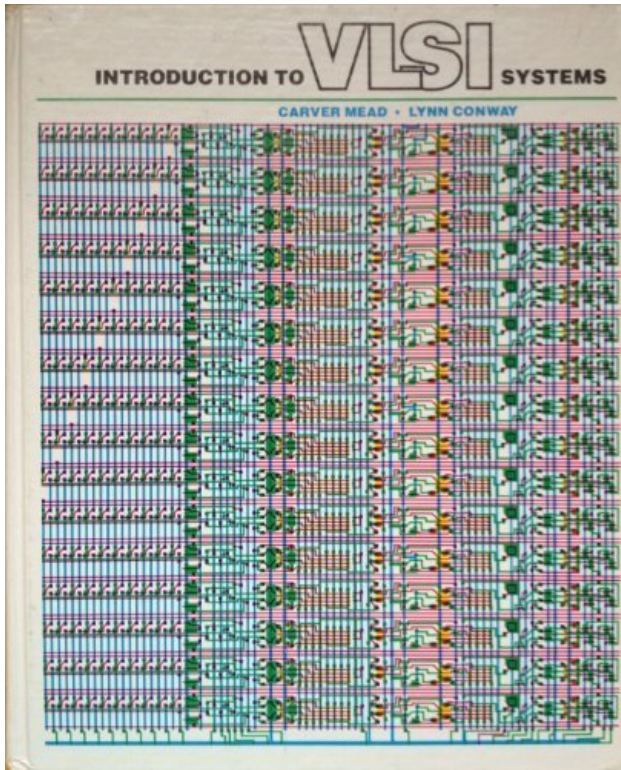 INTRODUCTION TO VLSI SYSTEMS
CARVER MEAD • LYNN CONWAY